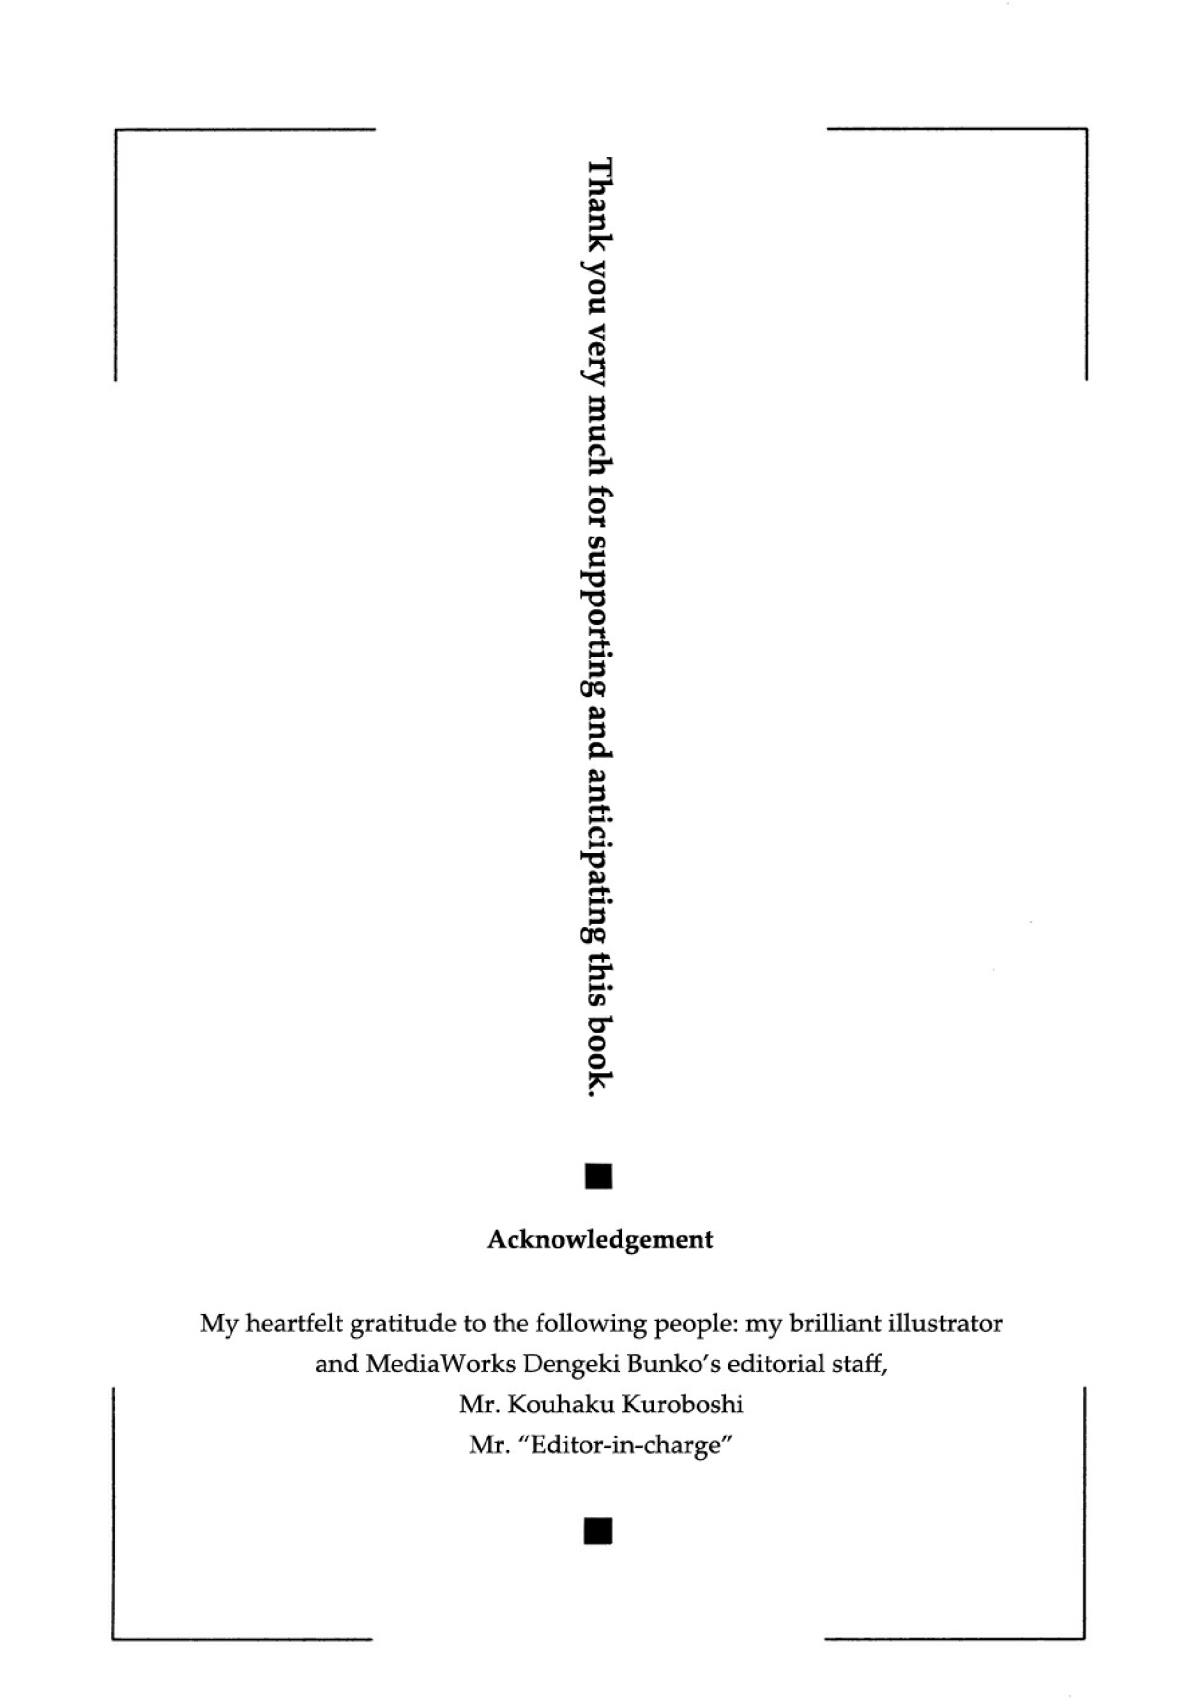 Thank you very much for supporting and anticipating this book.
Acknowledgement
My heartfelt gratitude to the following people: my brilliant illustrator
and MediaWorks Dengeki Bunko's editorial staff,
Mr. Kouhaku Kuroboshi
Mr. “Editor-in-charge”